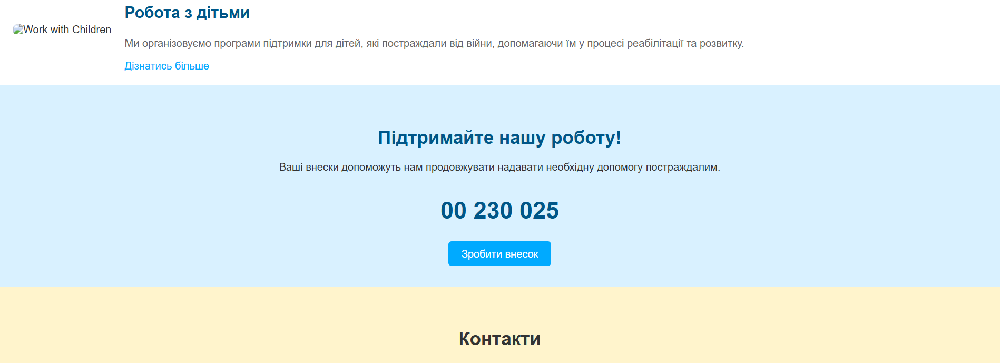 Робота з дітьми
Work with Children
Ми організовуємо програми підтримки для дітей, які постраждали від війни, допомагаючи їм у процесі реабілітації та розвитку.
Дізнатись більше
Підтримайте нашу роботу!
Ваші внески допоможуть нам продовжувати надавати необхідну допомогу постраждалим.
00 230 025
Зробити внесок
Контакти